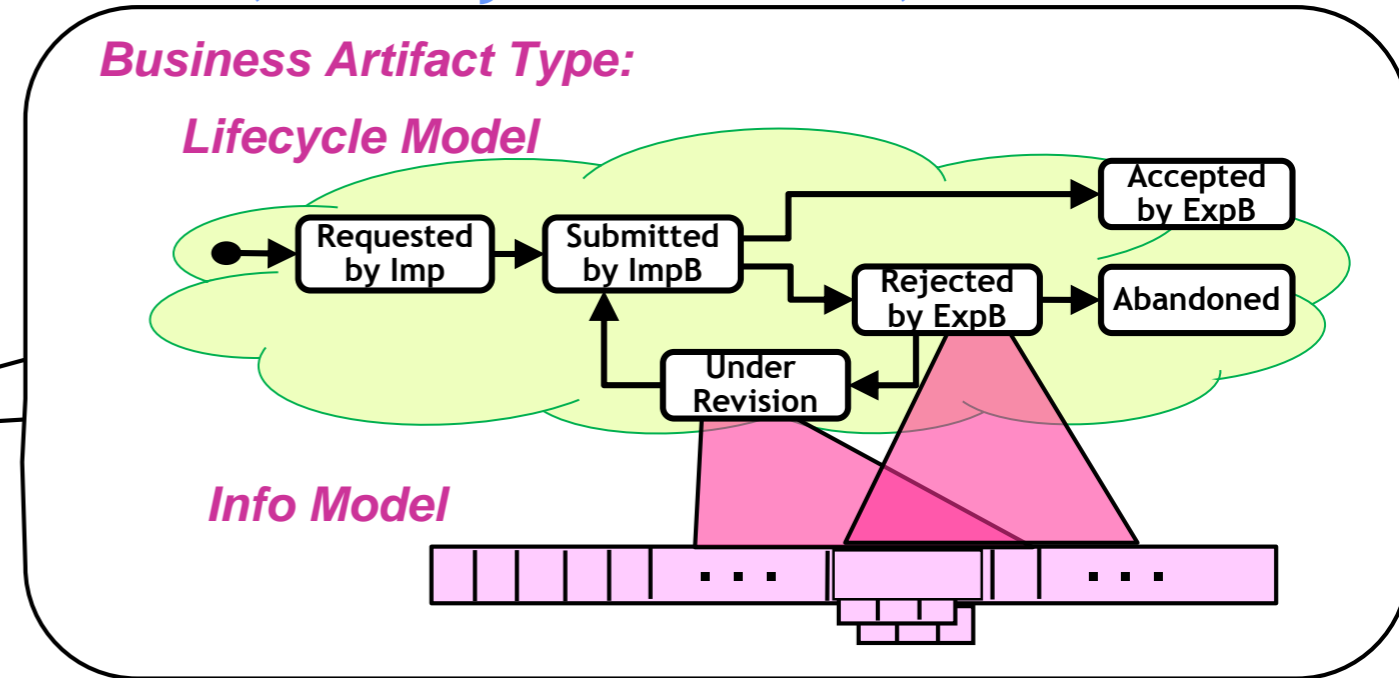 Business Artifact Type:
Lifecycle Model
Accepted
by ExpB
Requested
by Imp
Submitted
by ImpB
Rejected
by ExpB
Abandoned
Under
Revision
Info Model
. . .
. . .